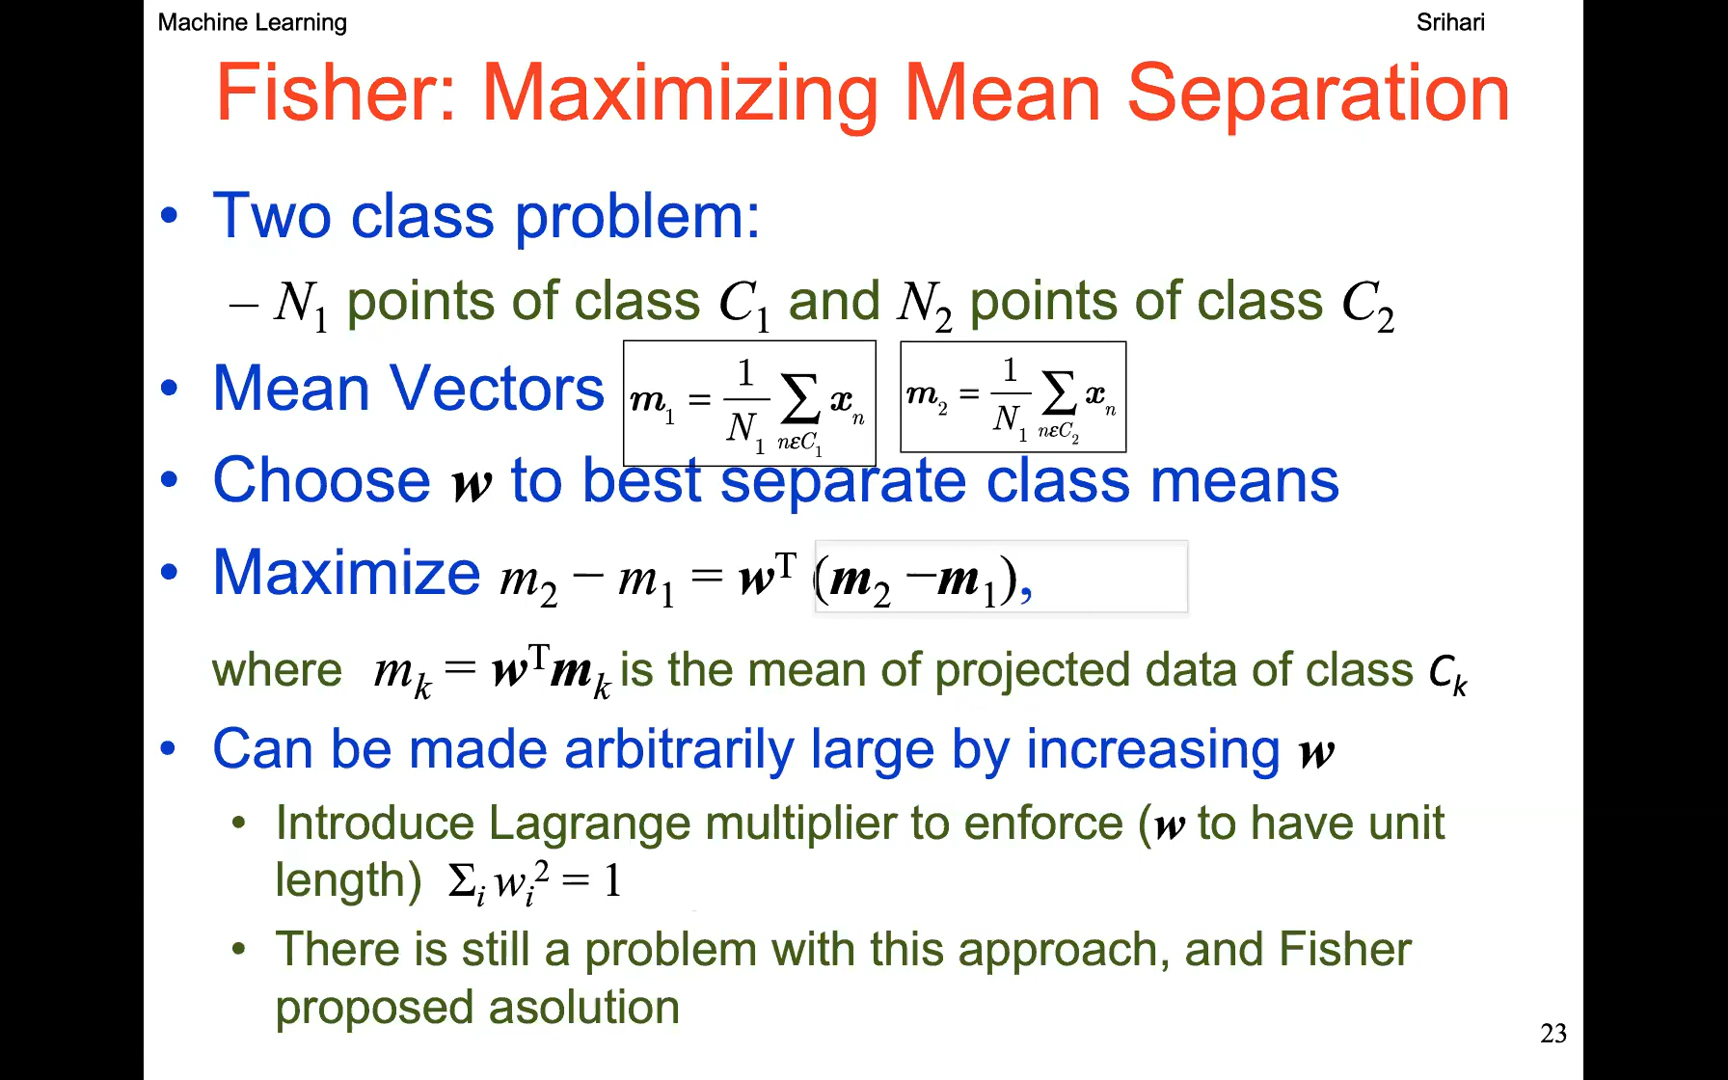 Machine Learning Srihari
Fisher: Maximizing Mean Separation
• Two class problem:
– N₁ points of class C₁ and N₂ points of class C₂
• Mean Vectors m₁ = 1/N₁ ∑_{nεC₁} xₙ m₂ = 1/N₁ ∑_{nεC₂} xₙ
• Choose w to best separate class means
• Maximize m₂ − m₁ = wᵀ (m₂ −m₁),
where mₖ = wᵀmₖ is the mean of projected data of class Cₖ
• Can be made arbitrarily large by increasing w
• Introduce Lagrange multiplier to enforce (w to have unit
length) Σᵢ wᵢ² = 1
• There is still a problem with this approach, and Fisher
proposed asolution
23